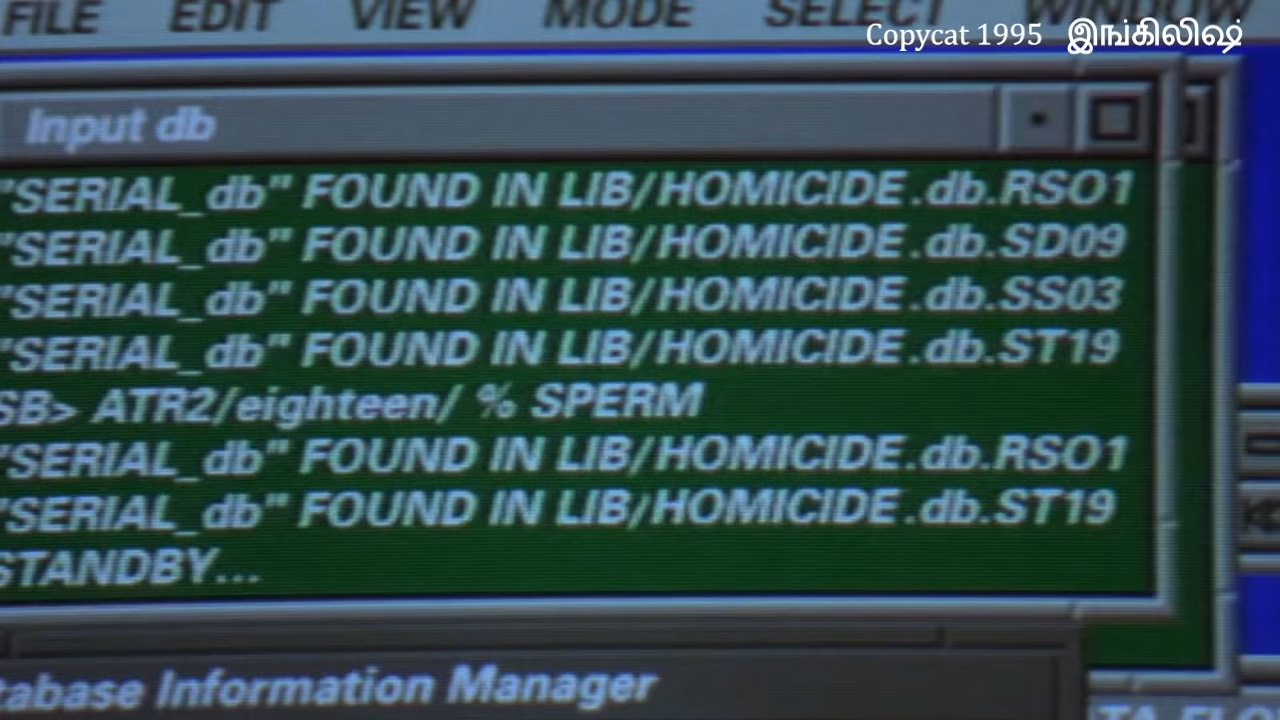 FILE EDIT VIEW MODE SELECT WINDOW
Copycat 1995 இங்கிலிஷ்
Input db
"SERIAL_db" FOUND IN LIB/HOMICIDE.db.RSO1
"SERIAL_db" FOUND IN LIB/HOMICIDE.db.SD09
"SERIAL_db" FOUND IN LIB/HOMICIDE.db.SS03
"SERIAL_db" FOUND IN LIB/HOMICIDE.db.ST19
SB> ATR2/eighteen/ % SPERM
"SERIAL_db" FOUND IN LIB/HOMICIDE.db.RSO1
"SERIAL_db" FOUND IN LIB/HOMICIDE.db.ST19
STANDBY...
tabase Information Manager